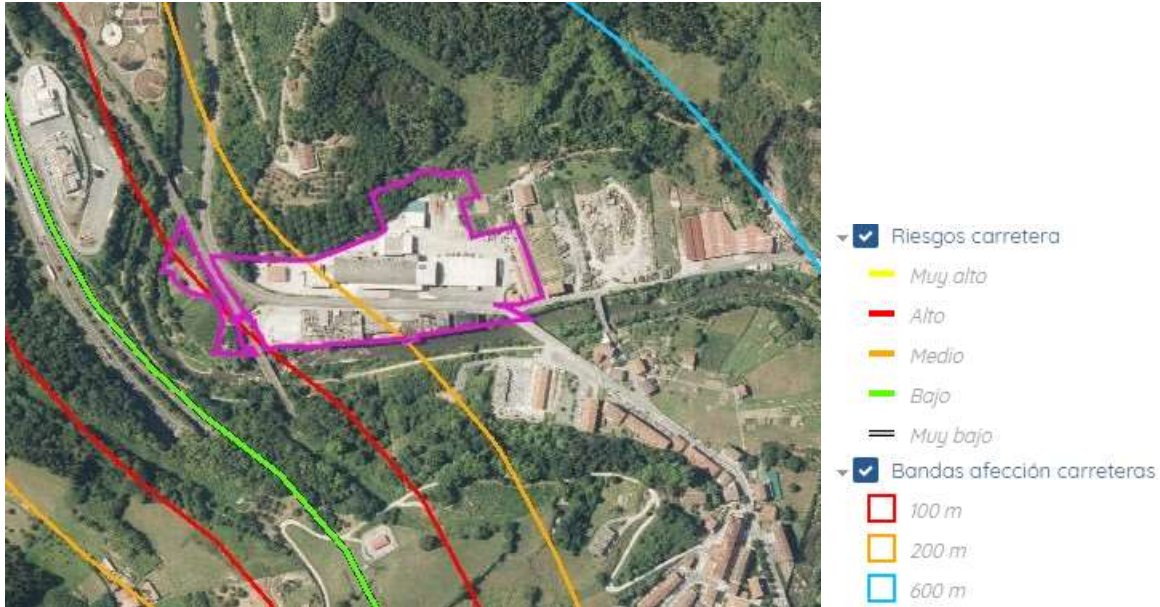 Riesgos carretera
Muy alto
Alto
Medio
Bajo
Muy bajo
Bandas afección carreteras
100 m
200 m
600 m